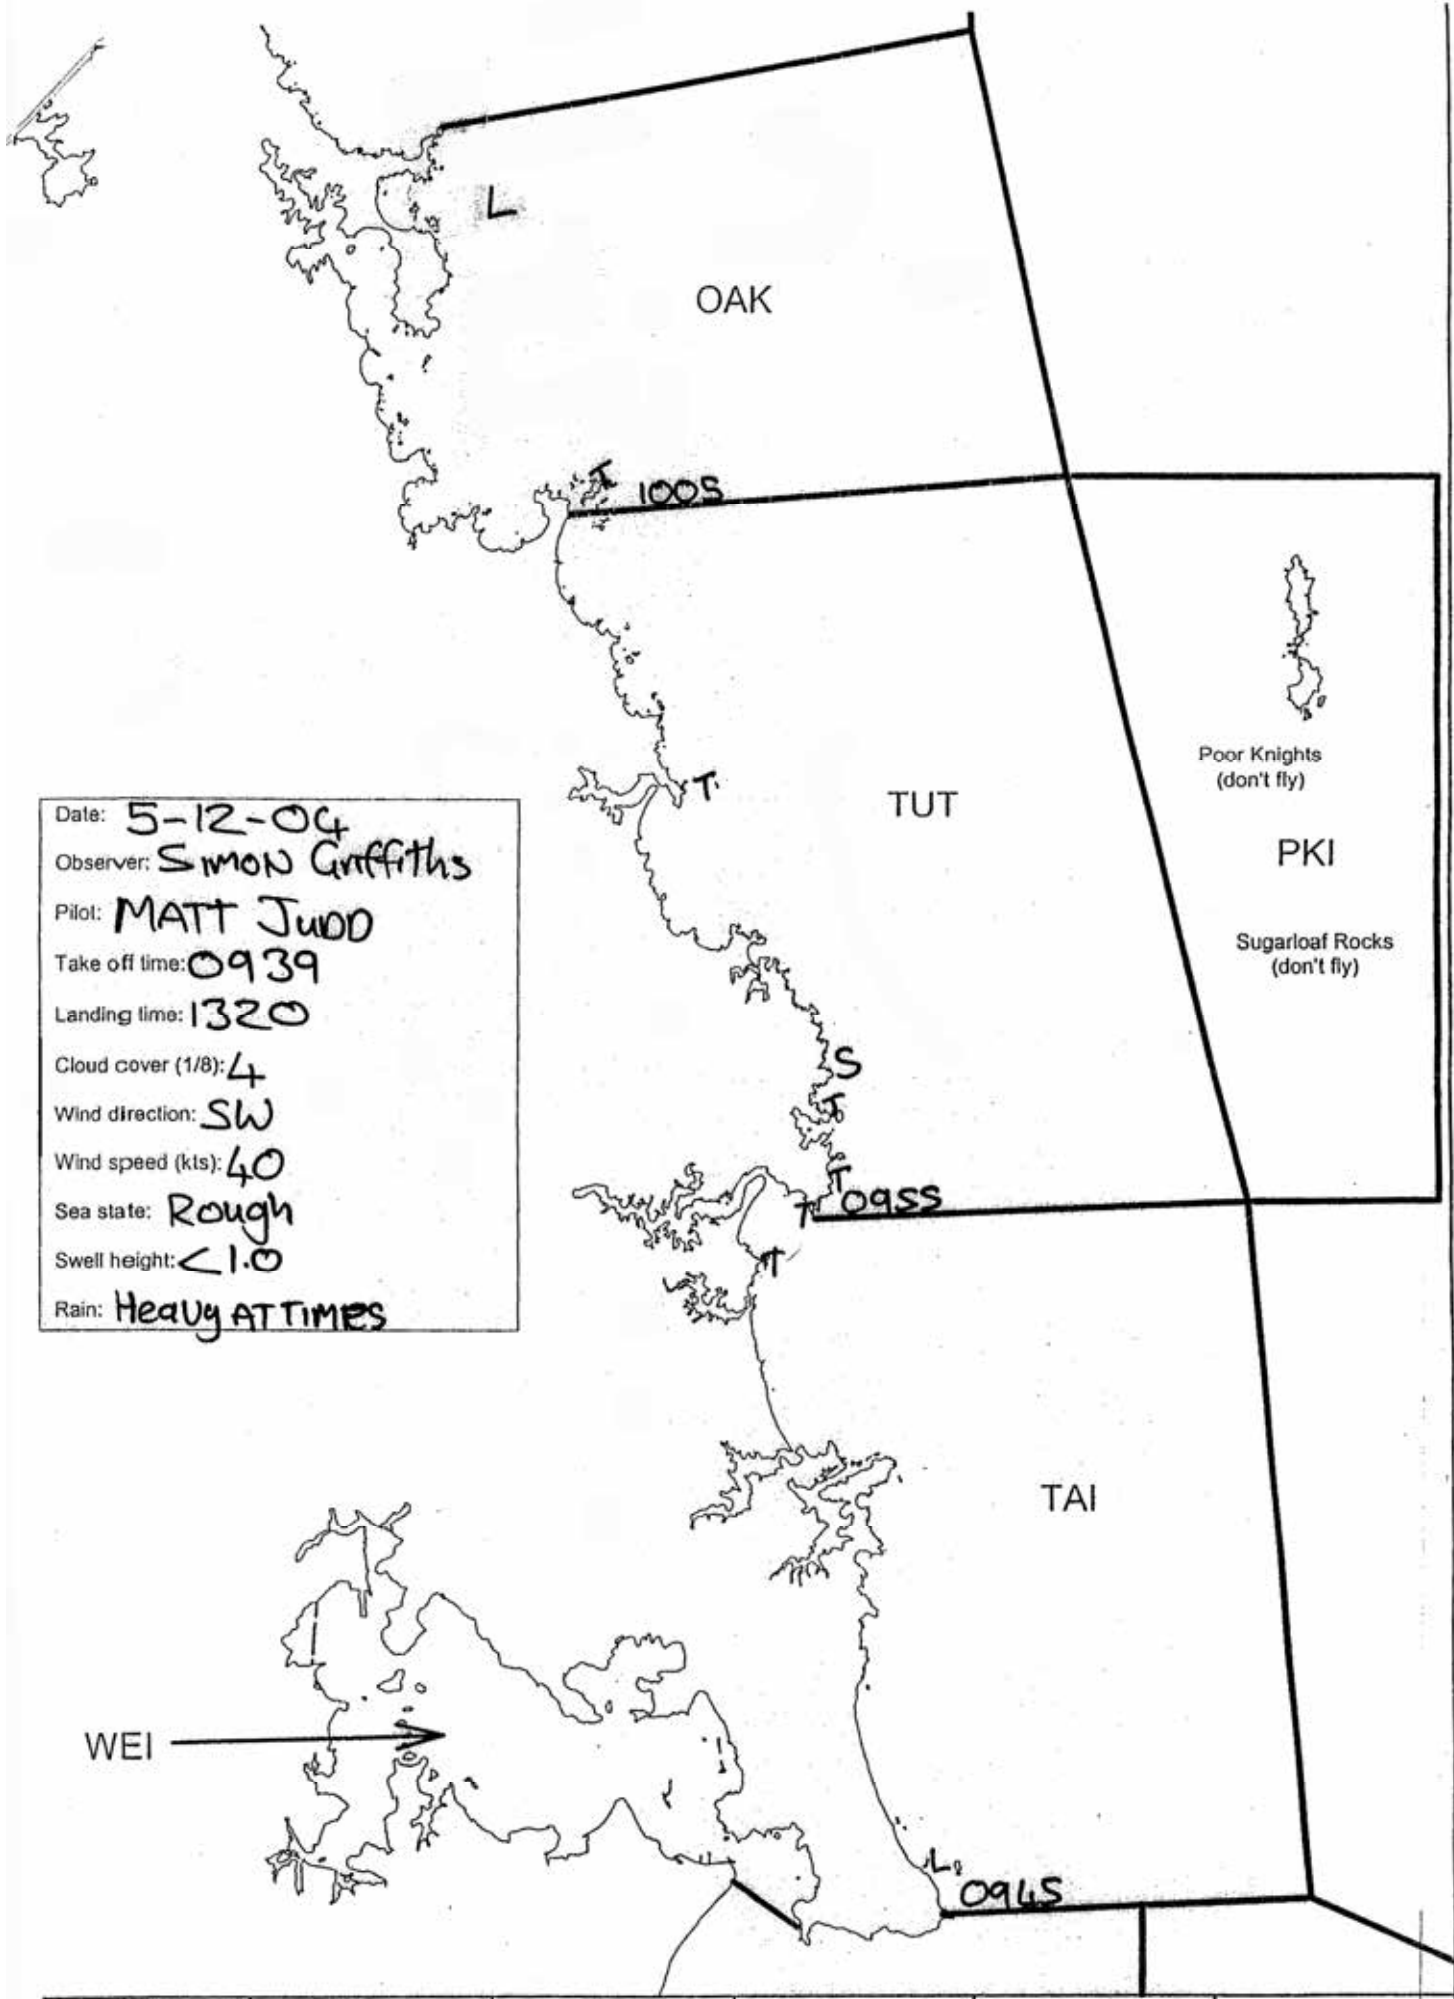 L
OAK
T
1005
Poor Knights
(don't fly)
T
TUT
PKI
Sugarloaf Rocks
(don't fly)
Date: 5-12-04
Observer: SIMON Griffiths
Pilot: MATT JUDD
Take off time: 0939
Landing time: 1320
Cloud cover (1/8): 4
Wind direction: SW
Wind speed (kts): 40
Sea state: Rough
Swell height: <1.0
Rain: Heavy AT TIMES
S
T
T
T 0955
T
TAI
WEI
L
0945